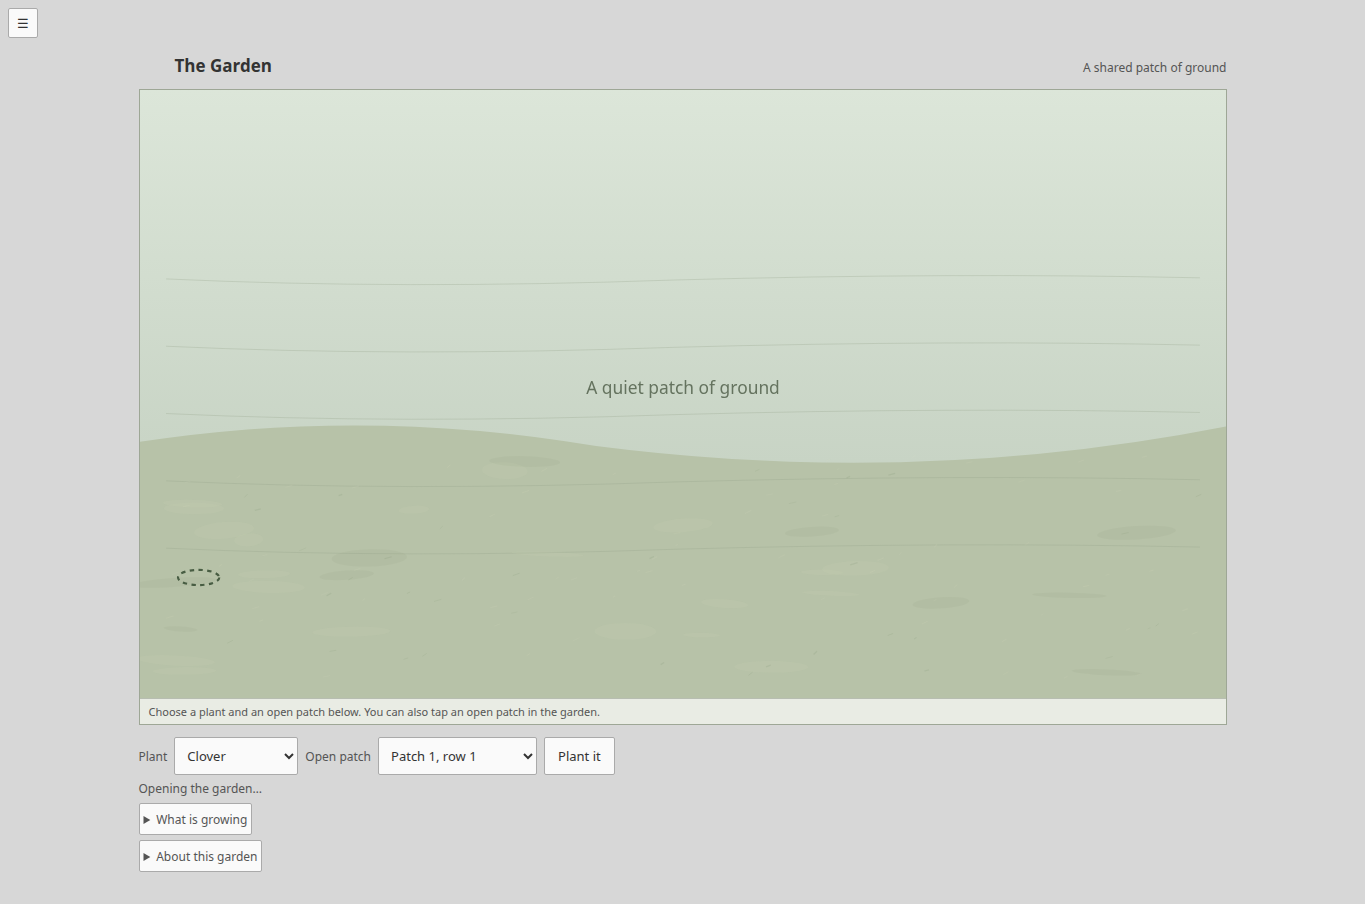 ☰
The Garden
A shared patch of ground
A quiet patch of ground
Choose a plant and an open patch below. You can also tap an open patch in the garden.
Plant Clover Open patch Patch 1, row 1 Plant it
Opening the garden...
▶ What is growing
▶ About this garden